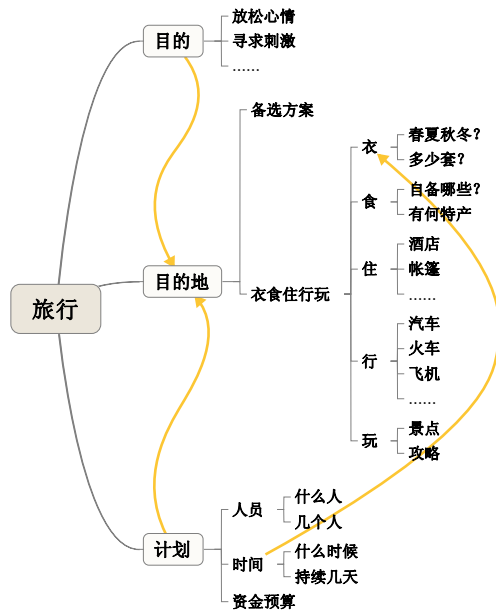 旅行
目的
放松心情
寻求刺激
......
目的地
备选方案
衣食住行玩
衣
春夏秋冬？
多少套？
食
自备哪些？
有何特产
住
酒店
帐篷
......
行
汽车
火车
飞机
......
玩
景点
攻略
计划
人员
什么人
几个人
时间
什么时候
持续几天
资金预算